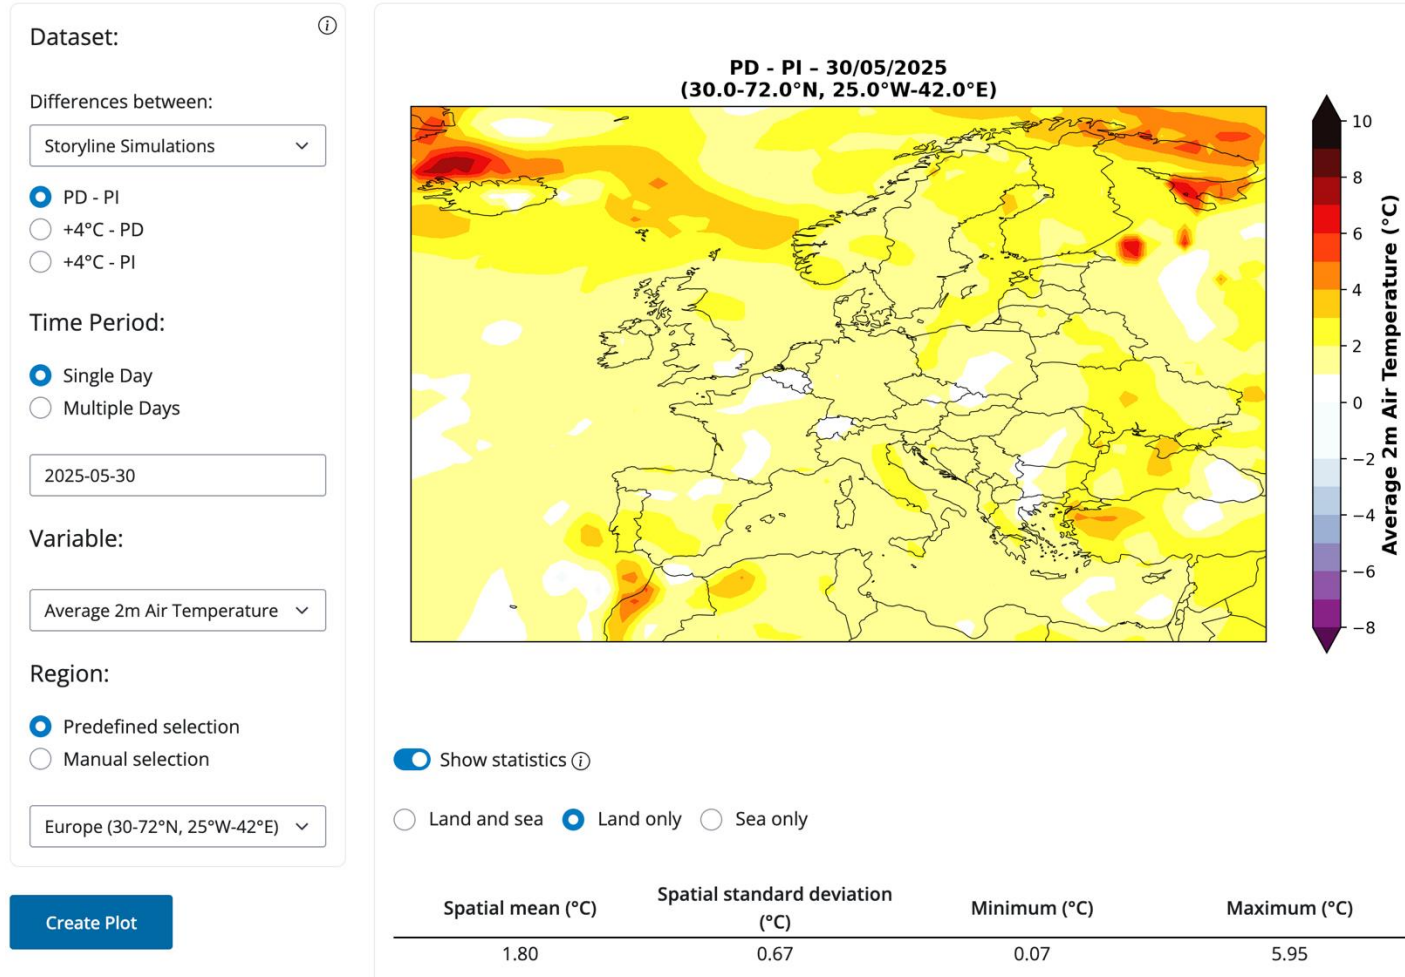 Dataset:
Differences between:
Storyline Simulations
PD - PI
+4°C - PD
+4°C - PI
Time Period:
Single Day
Multiple Days
2025-05-30
Variable:
Average 2m Air Temperature
Region:
Predefined selection
Manual selection
Europe (30-72°N, 25°W-42°E)
Create Plot
PD - PI – 30/05/2025
(30.0-72.0°N, 25.0°W-42.0°E)
10
8
6
4
2
0
−2
−4
−6
−8
Average 2m Air Temperature (°C)
Show statistics
Land and sea
Land only
Sea only
Spatial mean (°C)
Spatial standard deviation
(°C)
Minimum (°C)
Maximum (°C)
1.80
0.67
0.07
5.95